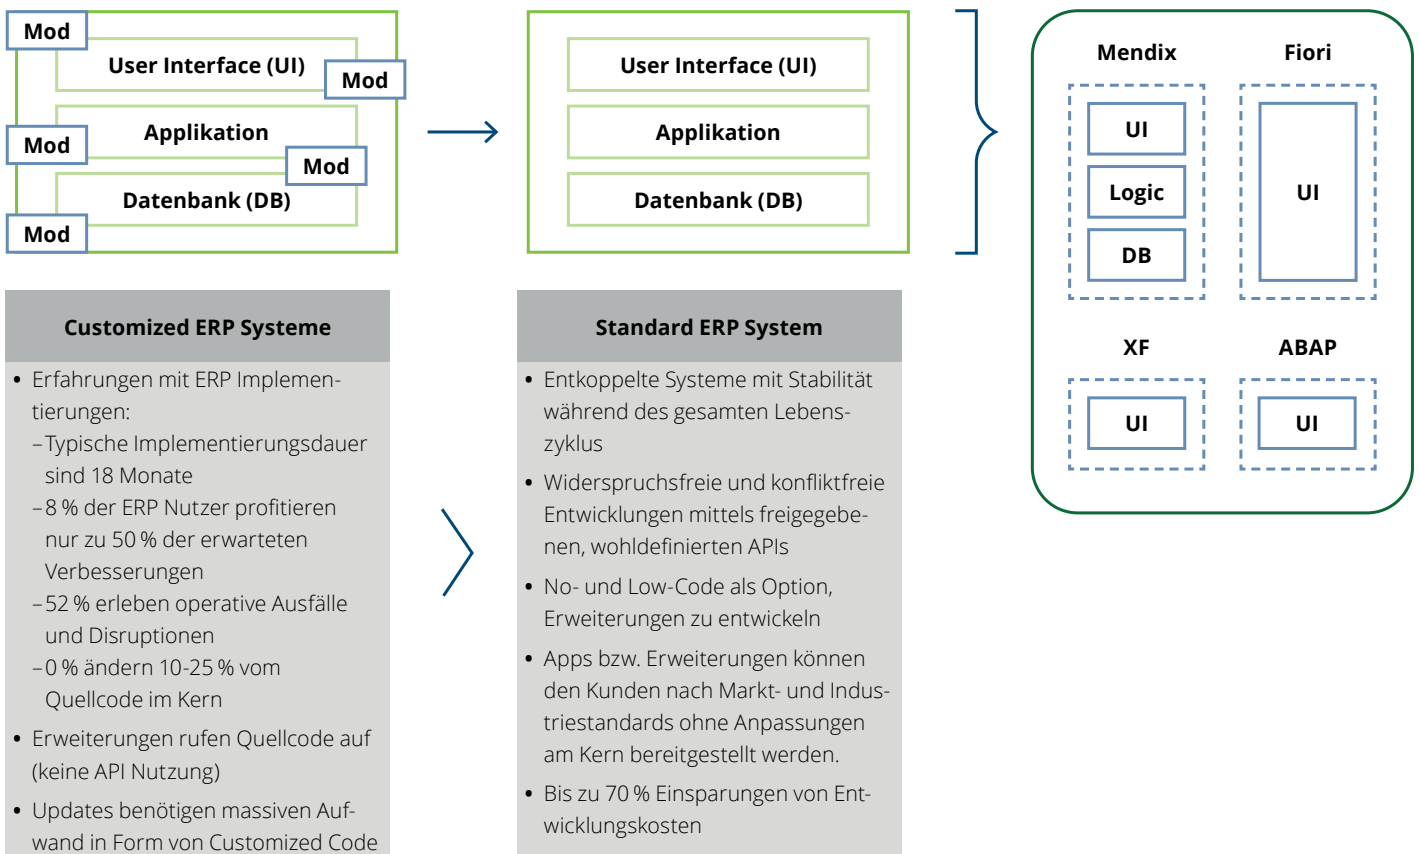 Mod
User Interface (UI)
Mod
Applikation
Mod
Mod
Datenbank (DB)
Mod
User Interface (UI)
Applikation
Datenbank (DB)
Mendix
UI
Logic
DB
Fiori
UI
XF
UI
ABAP
UI
Customized ERP Systeme
• Erfahrungen mit ERP Implemen-
tierungen:
– Typische Implementierungsdauer
sind 18 Monate
– 8 % der ERP Nutzer profitieren
nur zu 50 % der erwarteten
Verbesserungen
– 52 % erleben operative Ausfälle
und Disruptionen
– 0 % ändern 10-25 % vom
Quellcode im Kern
• Erweiterungen rufen Quellcode auf
(keine API Nutzung)
• Updates benötigen massiven Auf-
wand in Form von Customized Code
Standard ERP System
• Entkoppelte Systeme mit Stabilität
während des gesamten Lebens-
zyklus
• Widerspruchsfreie und konfliktfreie
Entwicklungen mittels freigegebe-
nen, wohldefinierten APIs
• No- und Low-Code als Option,
Erweiterungen zu entwickeln
• Apps bzw. Erweiterungen können
den Kunden nach Markt- und Indus-
triestandards ohne Anpassungen
am Kern bereitgestellt werden.
• Bis zu 70 % Einsparungen von Ent-
wicklungskosten